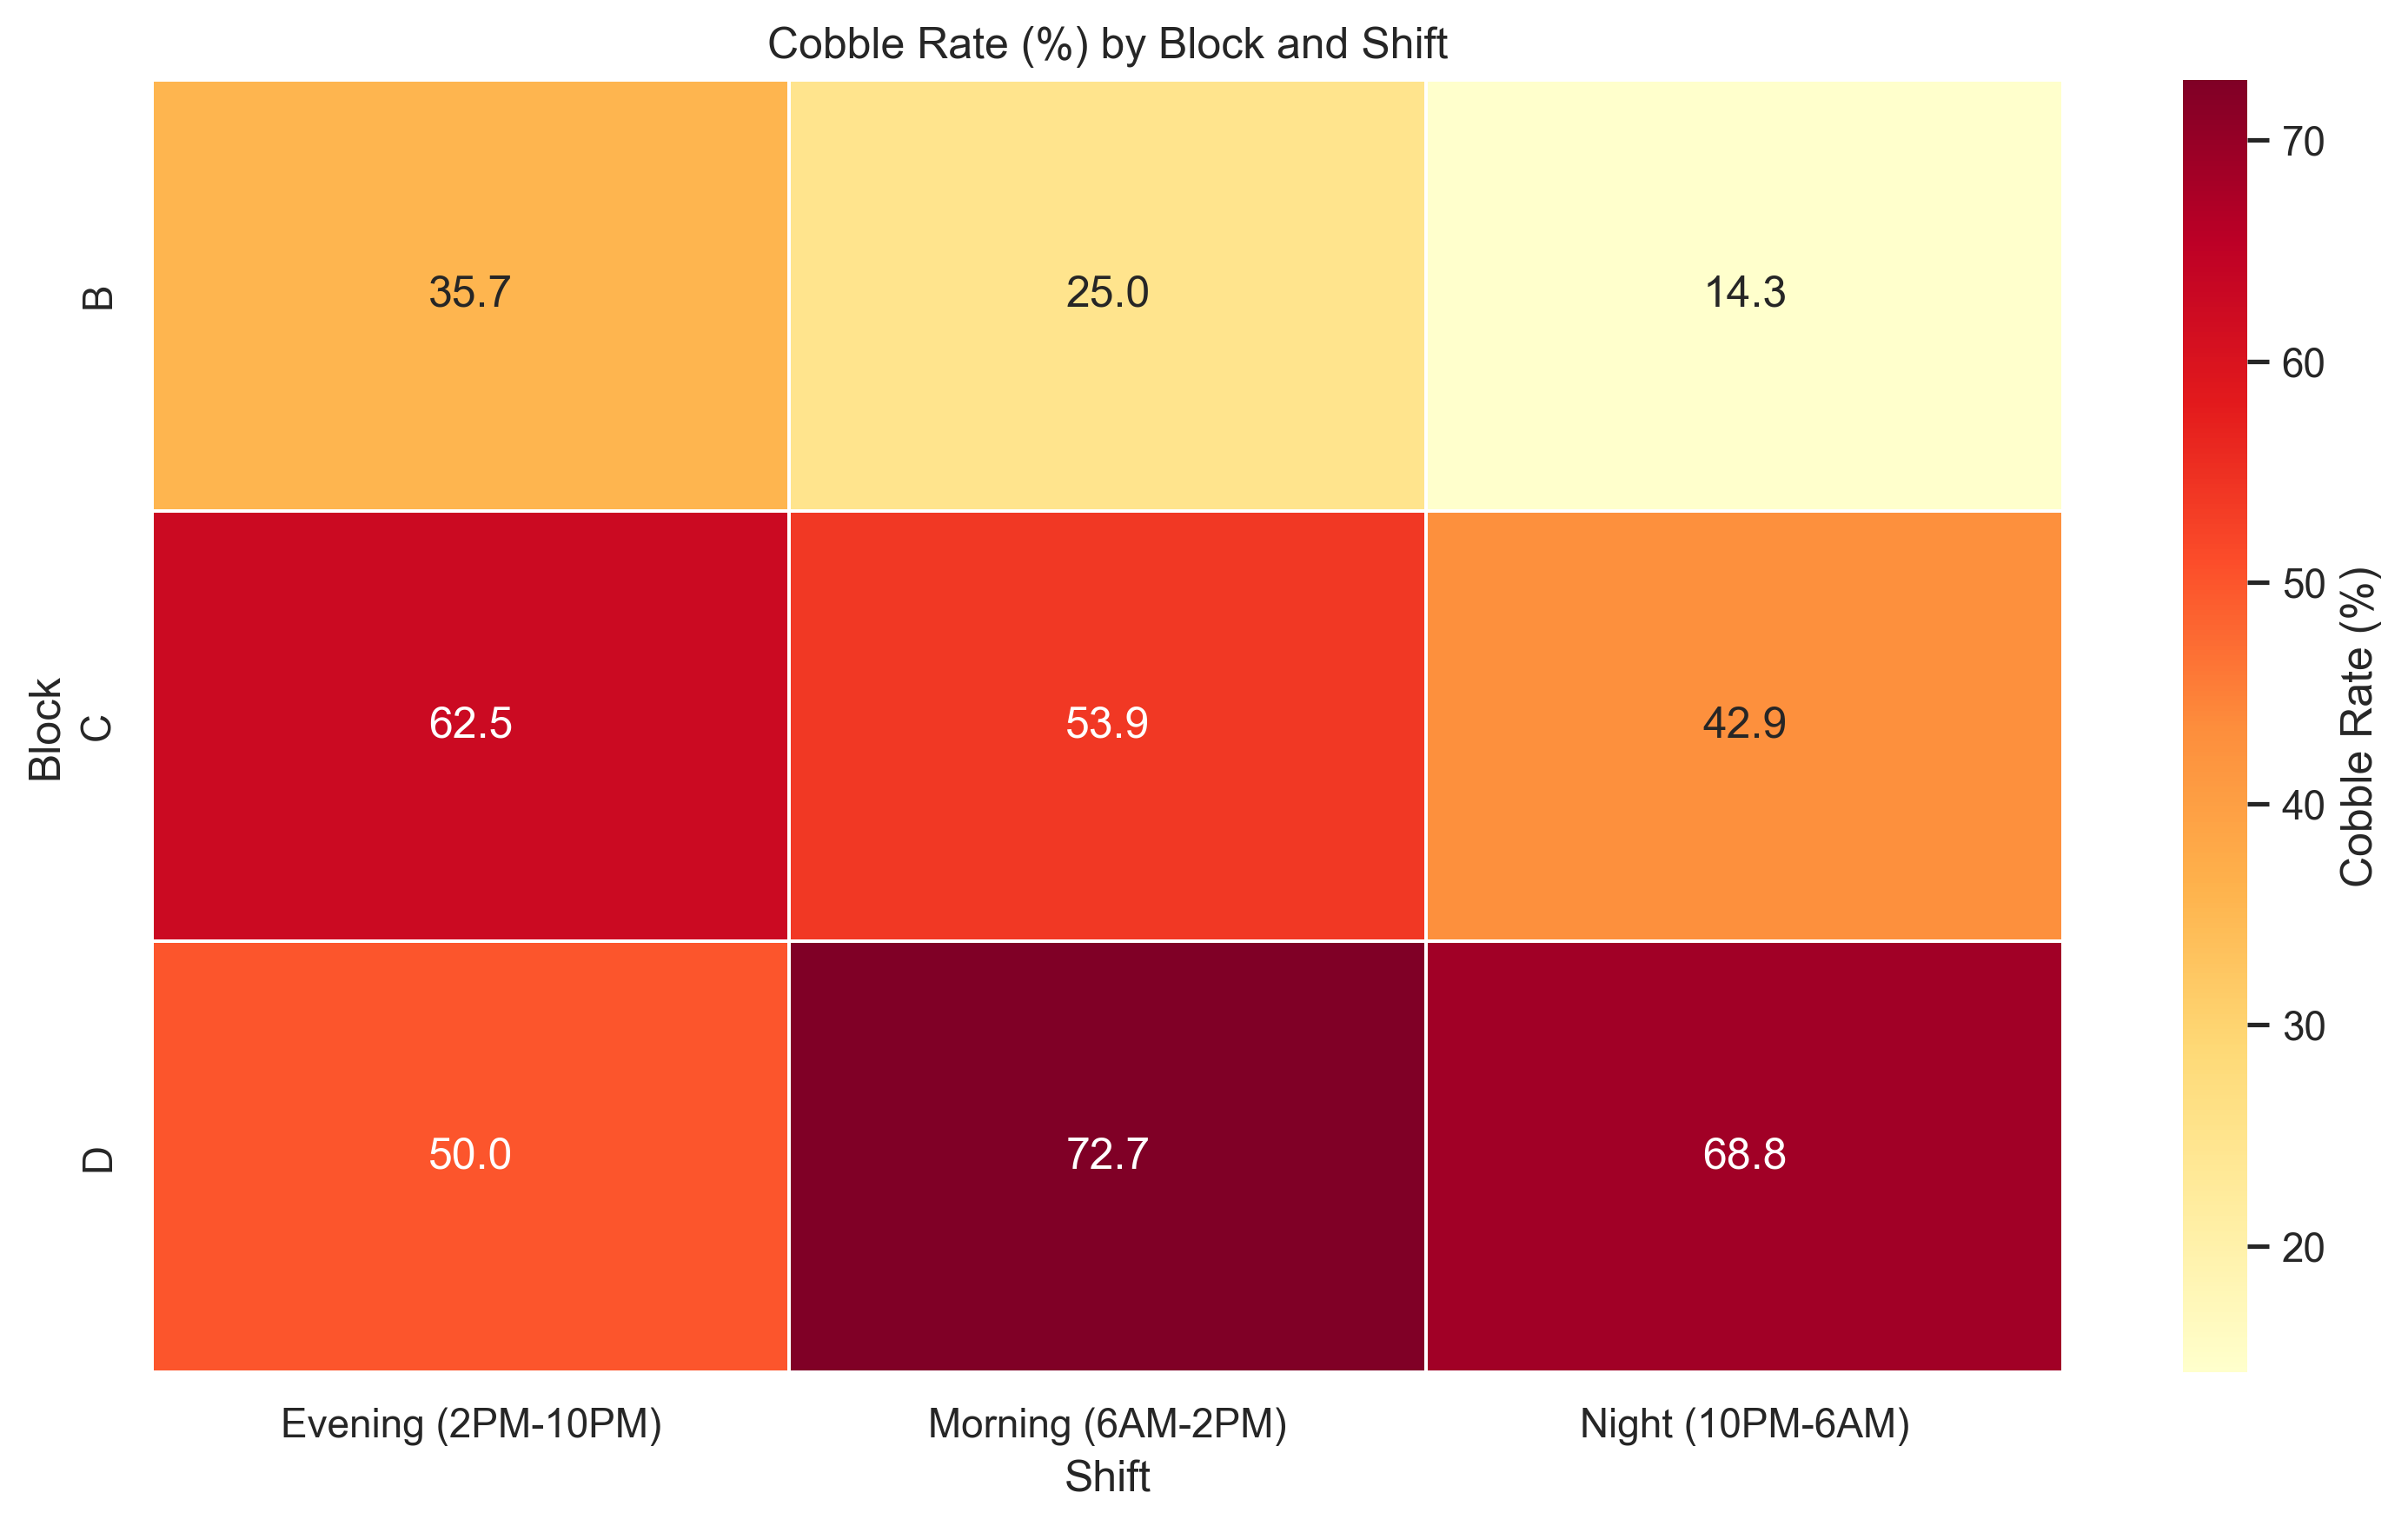 Cobble Rate (%) by Block and Shift
Block
B
35.7 25.0 14.3
C
62.5 53.9 42.9
D
50.0 72.7 68.8
Evening (2PM-10PM) Morning (6AM-2PM) Night (10PM-6AM)
Shift
70
60
50
40
30
20
Cobble Rate (%)